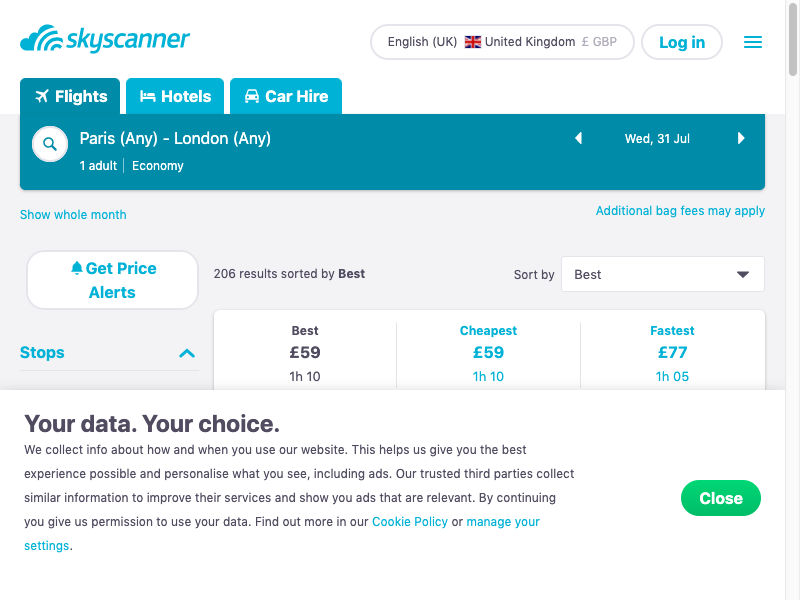 skyscanner
English (UK) United Kingdom £ GBP
Log in
Flights
Hotels
Car Hire
Paris (Any) - London (Any)
1 adult | Economy
Wed, 31 Jul
Show whole month
Additional bag fees may apply
Get Price
Alerts
206 results sorted by Best
Sort by
Best
Stops
Best
£59
1h 10
Cheapest
£59
1h 10
Fastest
£77
1h 05
Your data. Your choice.
We collect info about how and when you use our website. This helps us give you the best
experience possible and personalise what you see, including ads. Our trusted third parties collect
similar information to improve their services and show you ads that are relevant. By continuing
you give us permission to use your data. Find out more in our Cookie Policy or manage your
settings.
Close